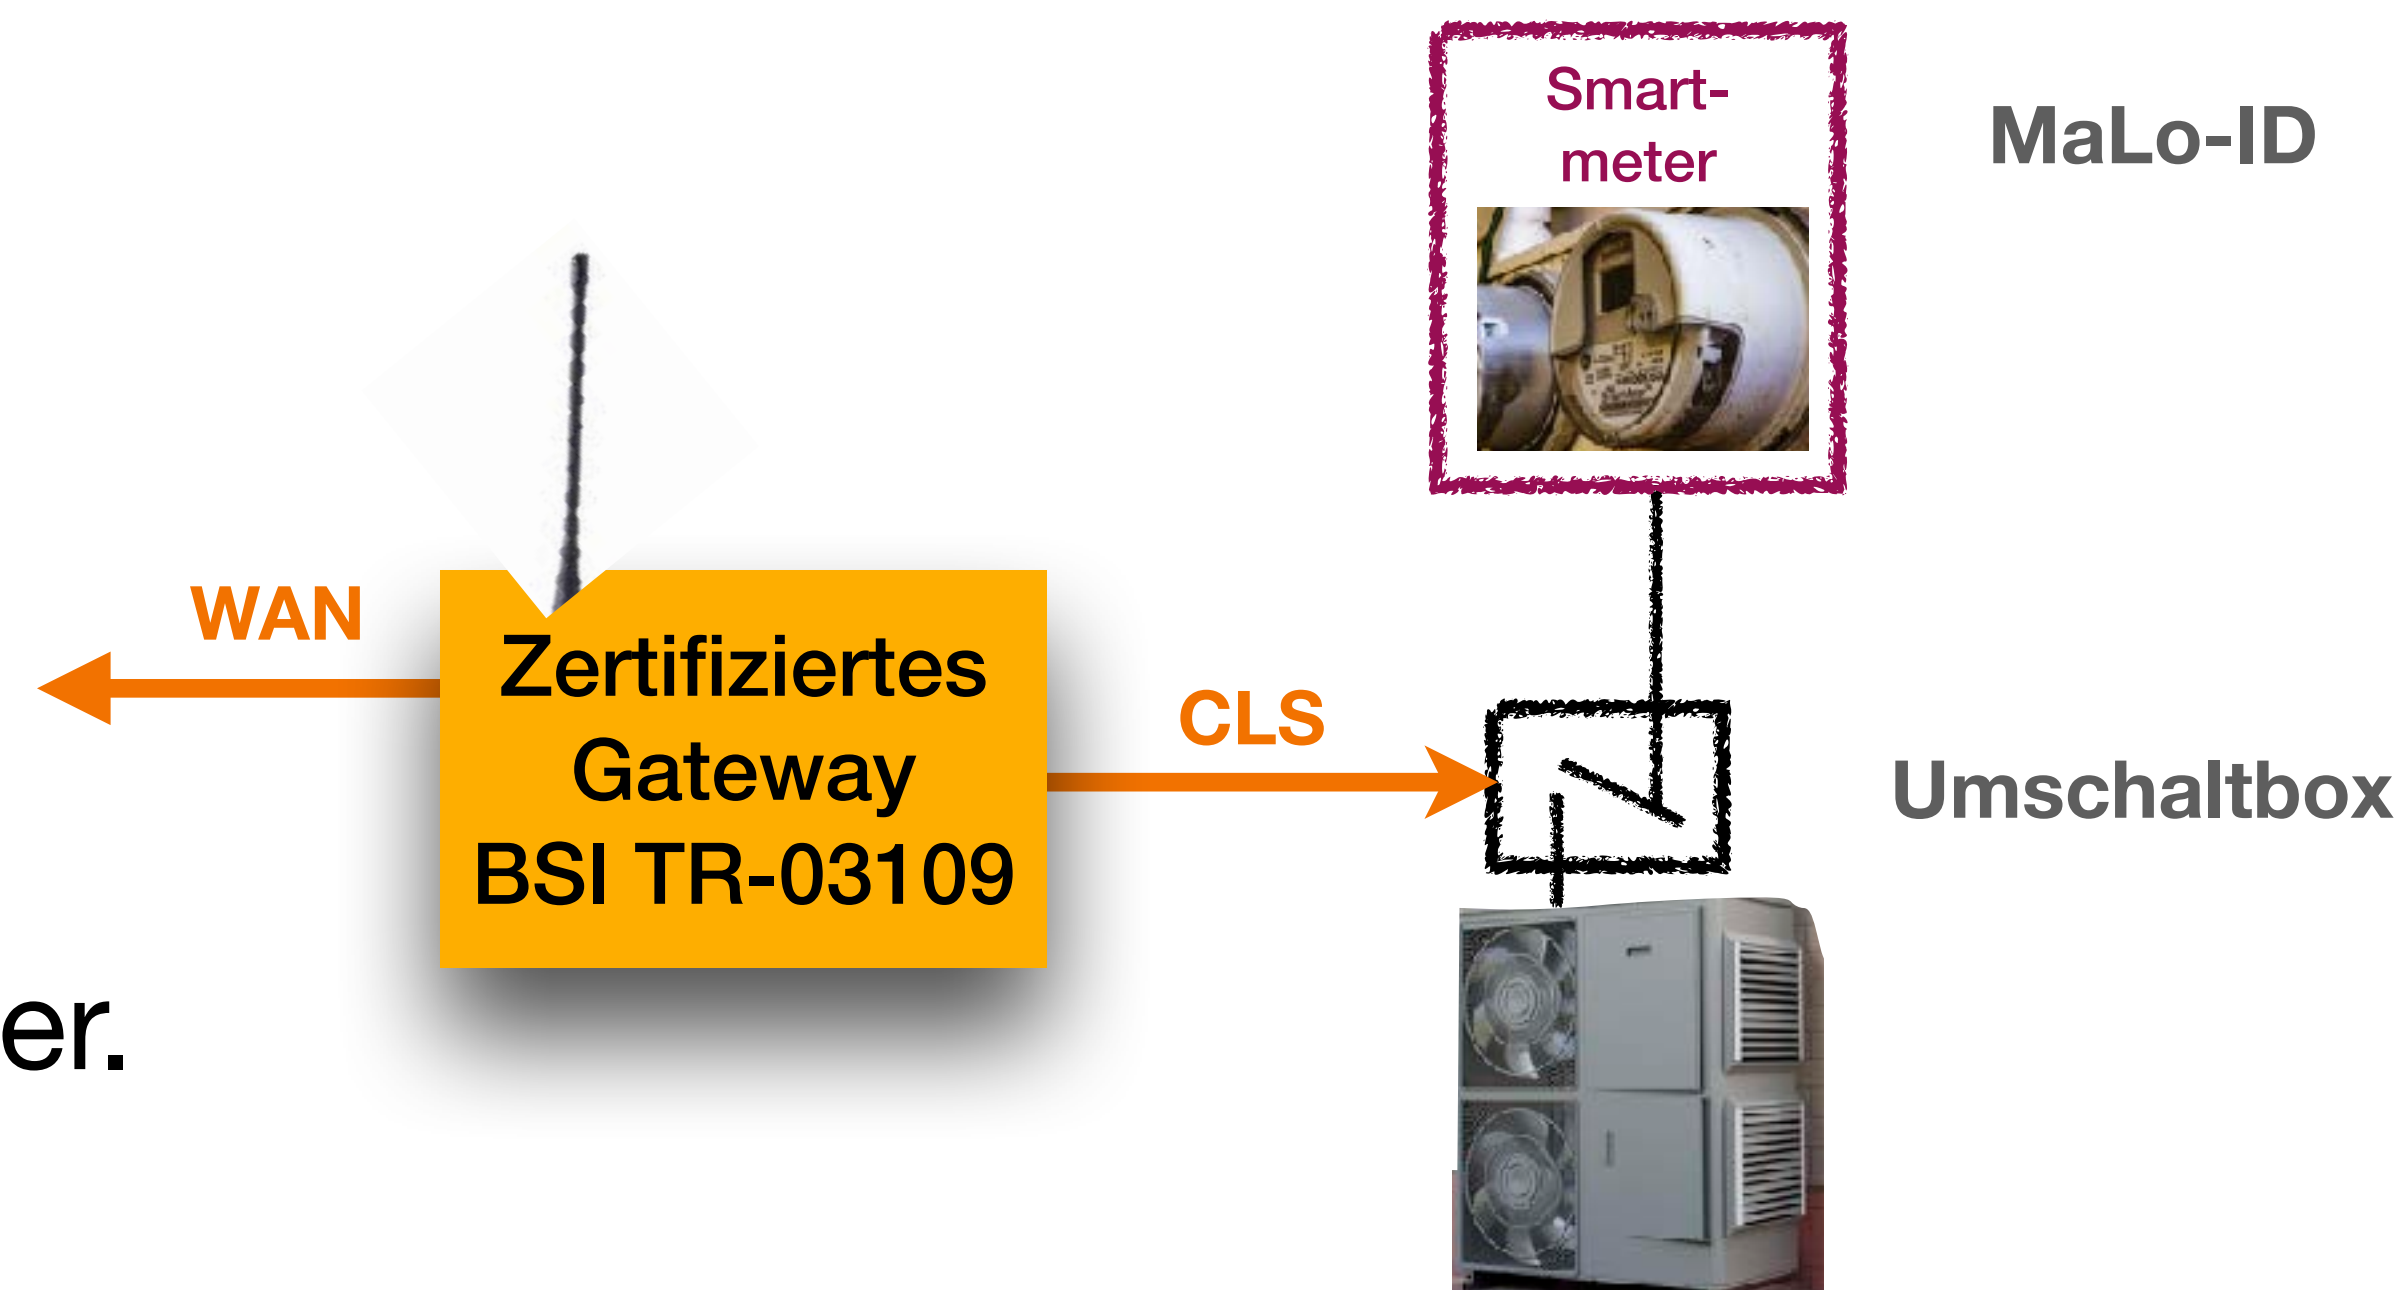 Smart-
meter
MaLo-ID
WAN
Zertifiziertes
Gateway
BSI TR-03109
CLS
Umschaltbox
er.